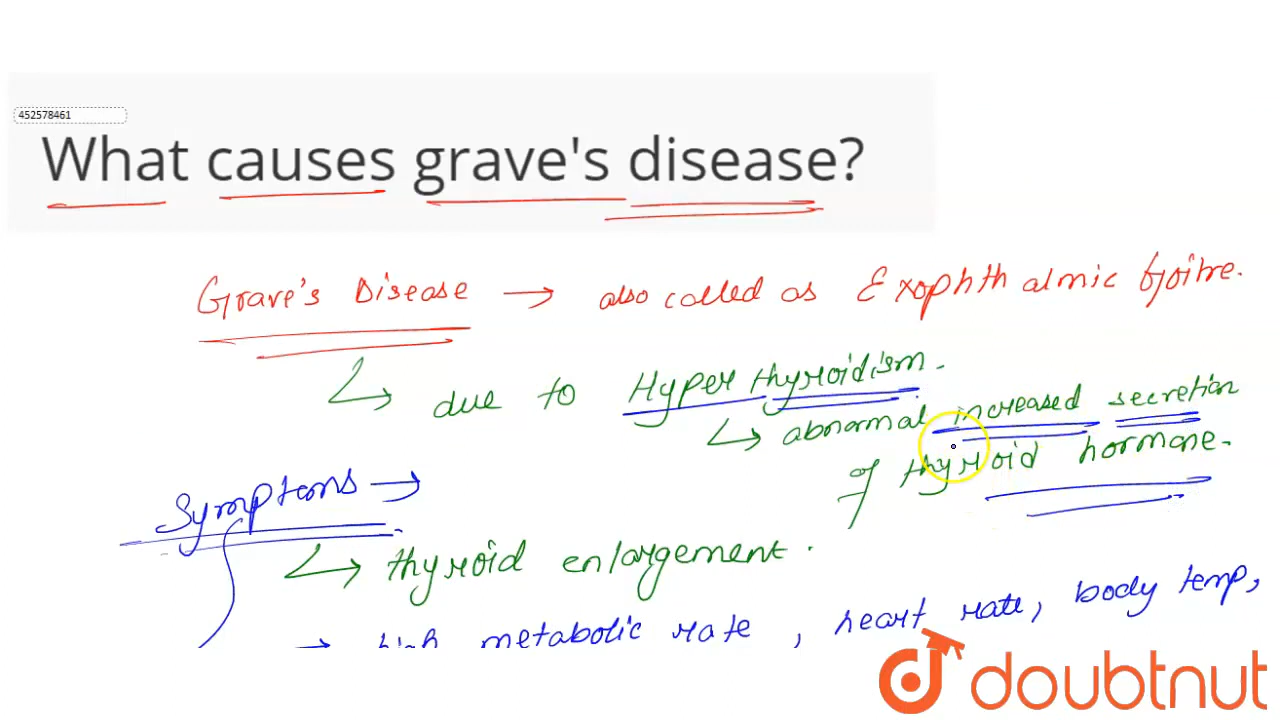 452578461
What causes grave's disease?
Grave's Disease → also called as Exophthalmic Goitre.
due to Hyperthyroidism.
abnormal increased secretion
of thyroid hormone.
Symptoms →
thyroid enlargement.
→ high metabolic rate, heart rate, body temp,
doubtnut